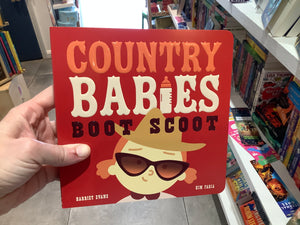 COUNTRY
BABIES
BOOT SCOOT
HARRIET EVANS
KIM FARIA